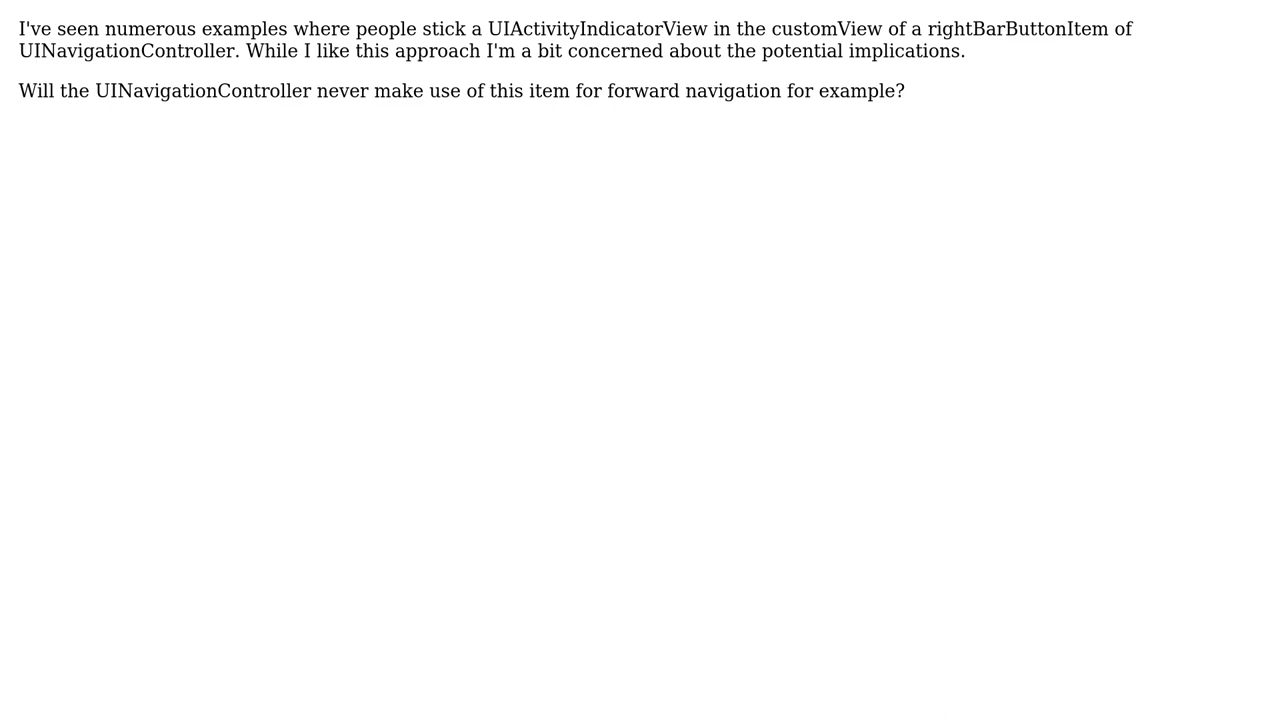 I've seen numerous examples where people stick a UIActivityIndicatorView in the customView of a rightBarButtonItem of
UINavigationController. While I like this approach I'm a bit concerned about the potential implications.
Will the UINavigationController never make use of this item for forward navigation for example?